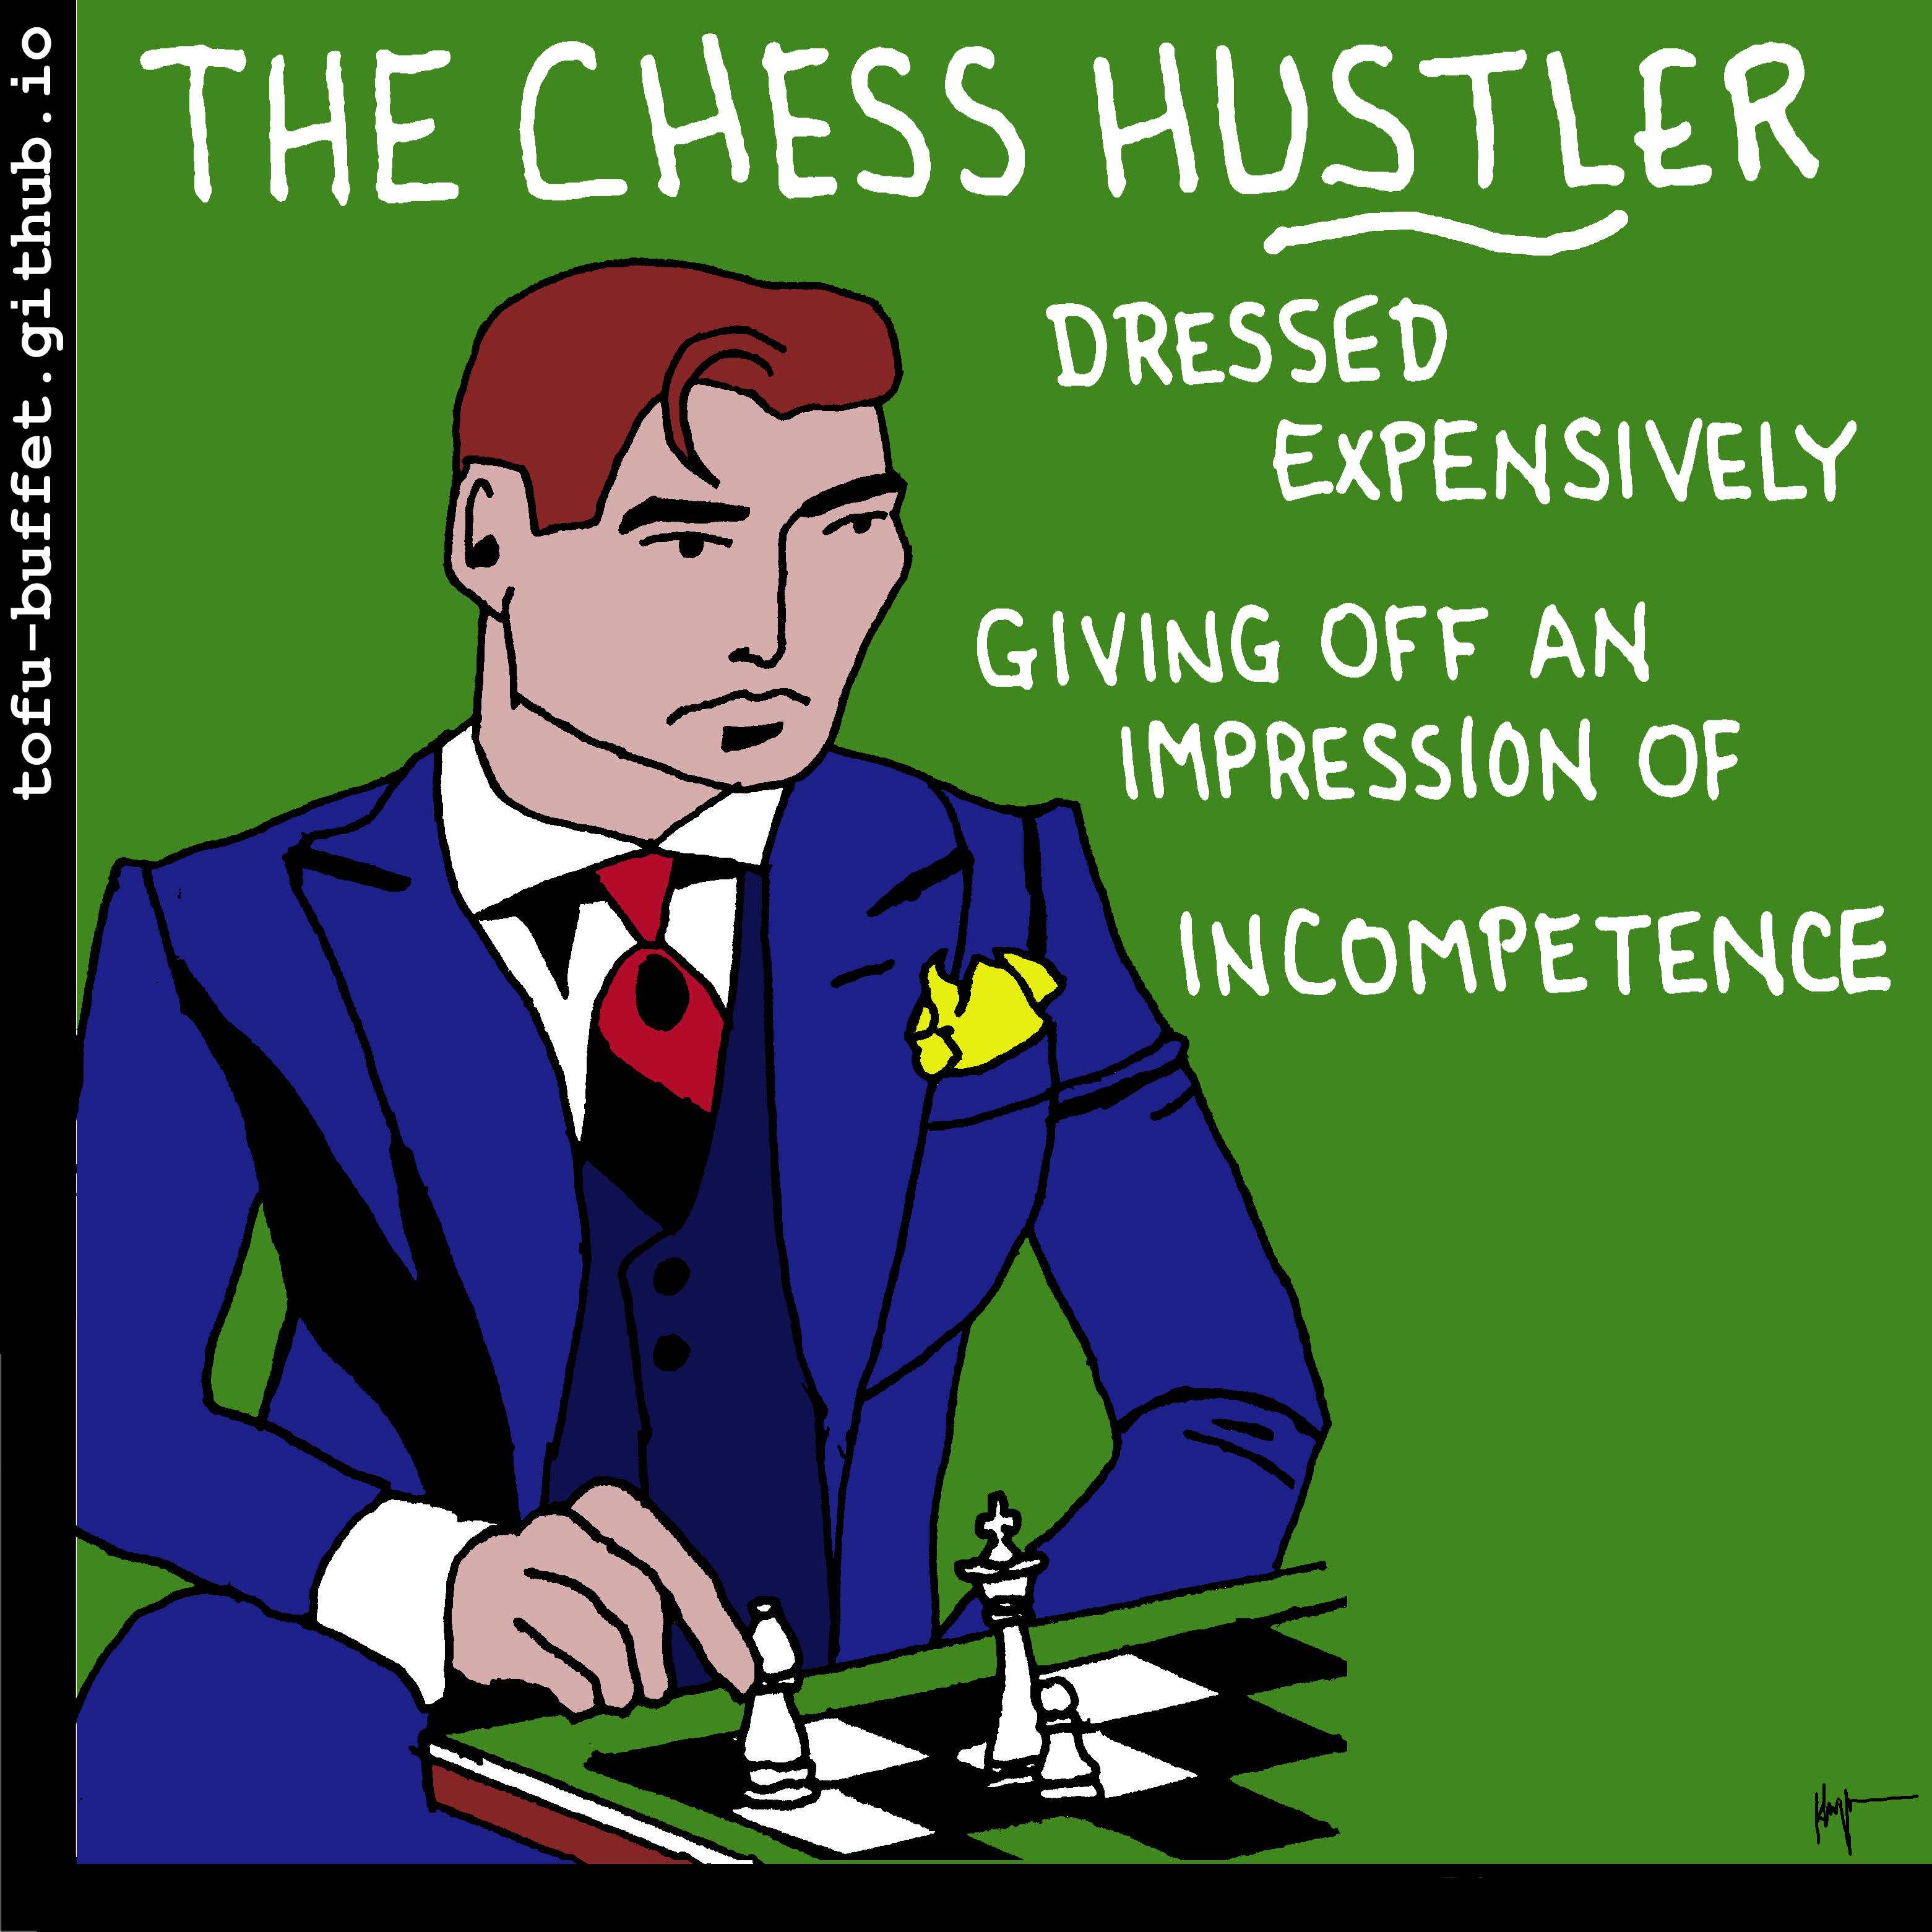 THE CHESS HUSTLER
DRESSED
EXPENSIVELY
GIVING OFF AN
IMPRESSION OF
INCOMPETENCE
tofu-buffet.github.io